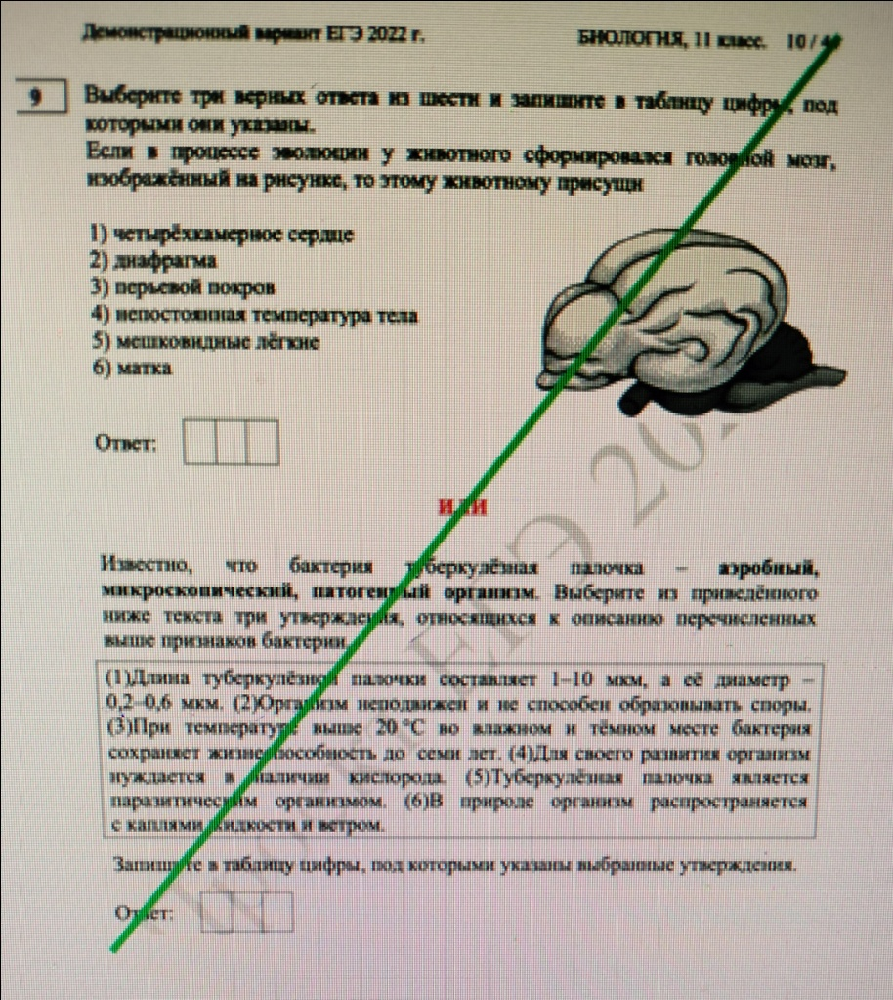 Демонстрационный вариант ЕГЭ 2022 г.
БИОЛОГИЯ, 11 класс. 10 /
9
Выберите три верных ответа из шести и запишите в таблицу цифры, под
которыми они указаны.
Если в процессе эволюции у животного сформировался головной мозг,
изображённый на рисунке, то этому животному присущи
1) четырёхкамерное сердце
2) диафрагма
3) перьевой покров
4) непостоянная температура тела
5) мешковидные лёгкие
6) матка
Ответ:
ИЛИ
Известно, что бактерия туберкулёзная палочка – аэробный,
микроскопический, патогенный организм. Выберите из приведённого
ниже текста три утверждения, относящихся к описанию перечисленных
выше признаков бактерии.
(1)Длина туберкулёзной палочки составляет 1–10 мкм, а её диаметр –
0,2–0,6 мкм. (2)Организм неподвижен и не способен образовывать споры.
(3)При температуре выше 20 °С во влажном и тёмном месте бактерия
сохраняет жизнеспособность до семи лет. (4)Для своего развития организм
нуждается в наличии кислорода. (5)Туберкулёзная палочка является
паразитическим организмом. (6)В природе организм распространяется
с каплями жидкости и ветром.
Запишите в таблицу цифры, под которыми указаны выбранные утверждения.
Ответ: